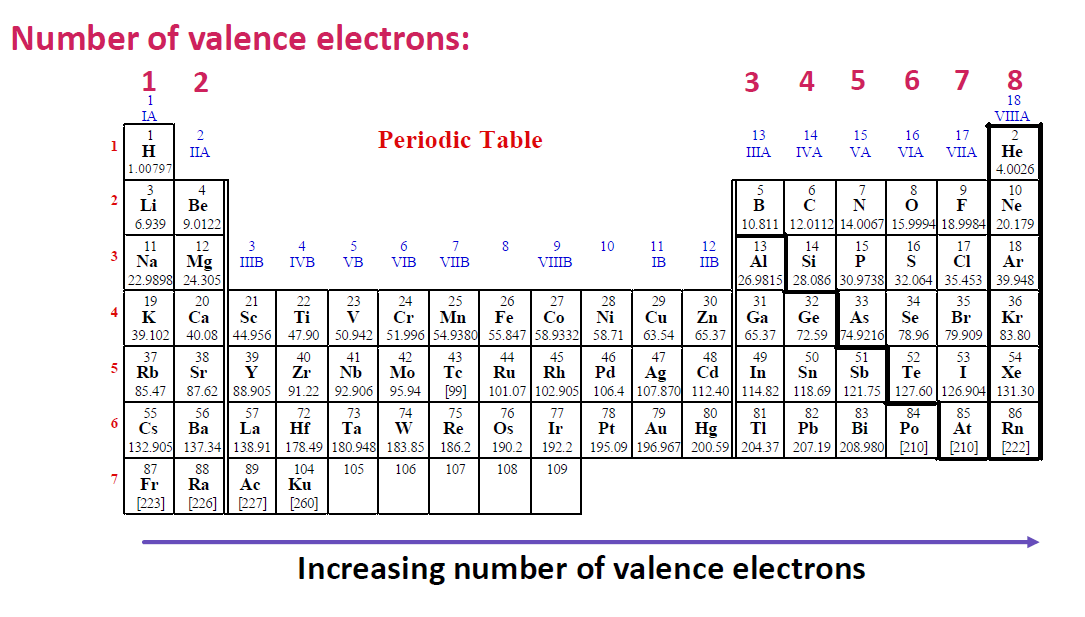 Number of valence electrons:
1 2 3 4 5 6 7 8
1 18
IA VIIIA
1 1 2 Periodic Table 13 14 15 16 17 2
H IIA IIIA IVA VA VIA VIIA He
1.00797 4.0026
2 3 4 5 6 7 8 9 10
Li Be B C N O F Ne
6.939 9.0122 10.811 12.0112 14.0067 15.9994 18.9984 20.179
3 11 12 3 4 5 6 7 8 9 10 11 12 13 14 15 16 17 18
Na Mg IIIB IVB VB VIB VIIB VIIIB IB IIB Al Si P S Cl Ar
22.9898 24.305 26.9815 28.086 30.9738 32.064 35.453 39.948
4 19 20 21 22 23 24 25 26 27 28 29 30 31 32 33 34 35 36
K Ca Sc Ti V Cr Mn Fe Co Ni Cu Zn Ga Ge As Se Br Kr
39.102 40.08 44.956 47.90 50.942 51.996 54.9380 55.847 58.9332 58.71 63.54 65.37 65.37 72.59 74.9216 78.96 79.909 83.80
5 37 38 39 40 41 42 43 44 45 46 47 48 49 50 51 52 53 54
Rb Sr Y Zr Nb Mo Tc Ru Rh Pd Ag Cd In Sn Sb Te I Xe
85.47 87.62 88.905 91.22 92.906 95.94 [99] 101.07 102.905 106.4 107.870 112.40 114.82 118.69 121.75 127.60 126.904 131.30
6 55 56 57 72 73 74 75 76 77 78 79 80 81 82 83 84 85 86
Cs Ba La Hf Ta W Re Os Ir Pt Au Hg Tl Pb Bi Po At Rn
132.905 137.34 138.91 178.49 180.948 183.85 186.2 190.2 192.2 195.09 196.967 200.59 204.37 207.19 208.980 [210] [210] [222]
7 87 88 89 104 105 106 107 108 109
Fr Ra Ac Ku
[223] [226] [227] [260]
Increasing number of valence electrons